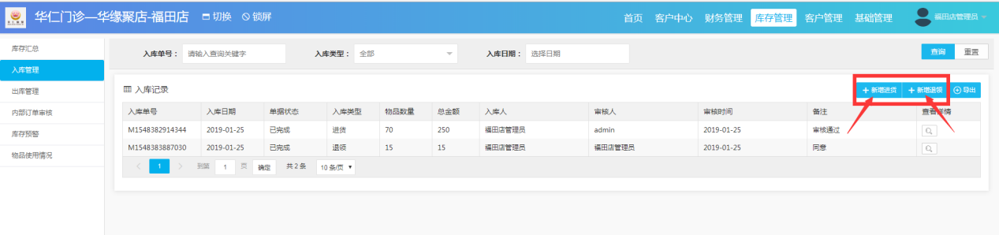 华仁门诊—华缘聚店-福田店 切换 锁屏 首页 客户中心 财务管理 库存管理 客户管理 基础管理 福田店管理员
库存汇总
入库管理
出库管理
内部订单审核
库存预警
物品使用情况
入库单号： 请输入查询关键字 入库类型： 全部 入库日期： 选择日期 查询 重置
入库记录 新增进货 新增退领 导出
入库单号 入库日期 单据状态 入库类型 物品数量 总金额 入库人 审核人 审核时间 备注 查看详情
M1548382914344 2019-01-25 已完成 进货 70 250 福田店管理员 admin 2019-01-25 审核通过
M1548383887030 2019-01-25 已完成 退领 15 15 福田店管理员 福田店管理员 2019-01-25 同意
1 到第 1 页 确定 共 2 条 10 条/页